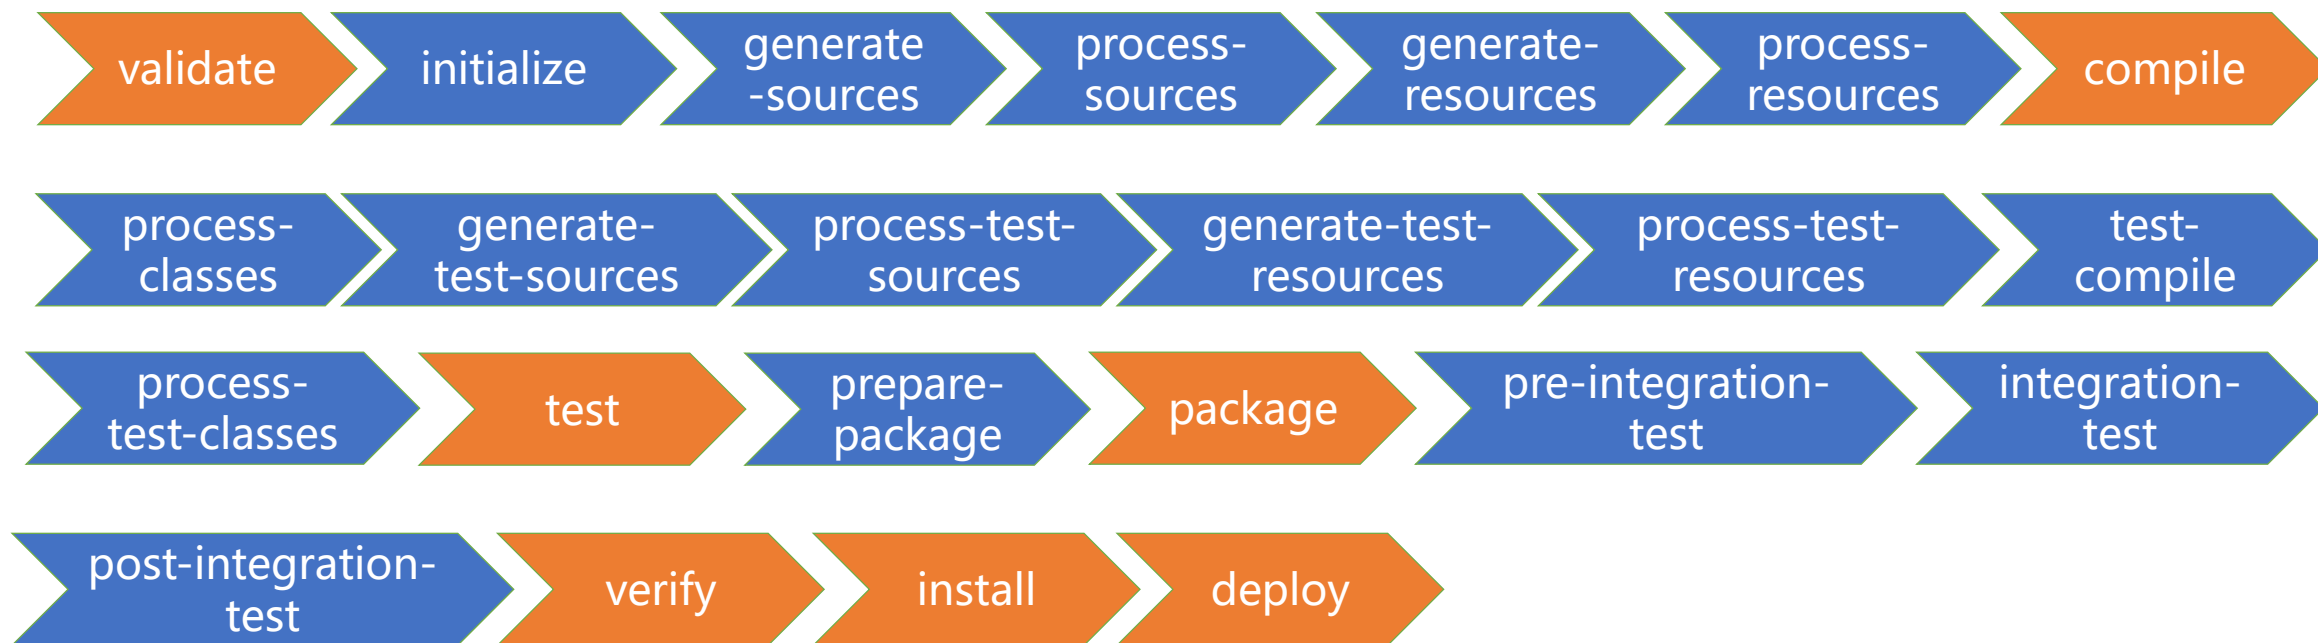 validate
initialize
generate
-sources
process-
sources
generate-
resources
process-
resources
compile
process-
classes
generate-
test-sources
process-test-
sources
generate-test-
resources
process-test-
resources
test-
compile
process-
test-classes
test
prepare-
package
package
pre-integration-
test
integration-
test
post-integration-
test
verify
install
deploy